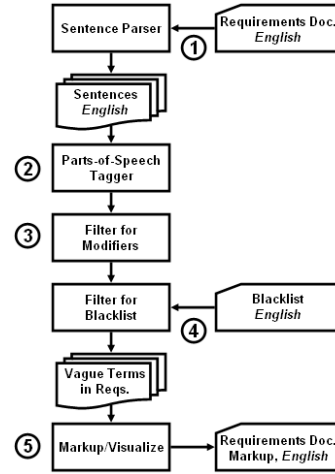 Sentence Parser
Requirements Doc.
English
1
Sentences
English
2
Parts-of-Speech
Tagger
3
Filter for
Modifiers
Filter for
Blacklist
Blacklist
English
4
Vague Terms
in Reqs.
5
Markup/Visualize
Requirements Doc.
Markup, English